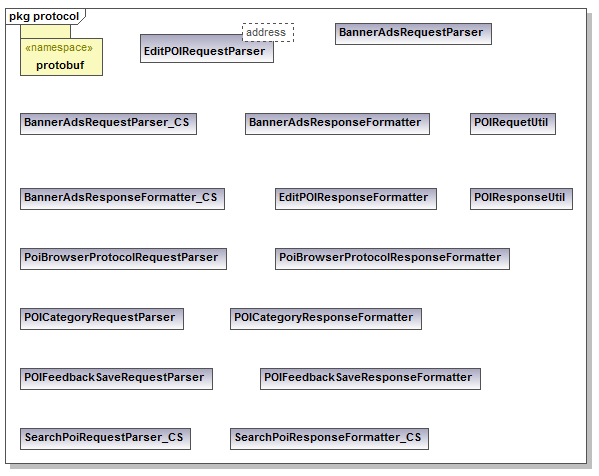 pkg protocol
«namespace»
protobuf
address
EditPOIRequestParser
BannerAdsRequestParser
BannerAdsRequestParser_CS
BannerAdsResponseFormatter
POIRequetUtil
BannerAdsResponseFormatter_CS
EditPOIResponseFormatter
POIResponseUtil
PoiBrowserProtocolRequestParser
PoiBrowserProtocolResponseFormatter
POICategoryRequestParser
POICategoryResponseFormatter
POIFeedbackSaveRequestParser
POIFeedbackSaveResponseFormatter
SearchPoiRequestParser_CS
SearchPoiResponseFormatter_CS